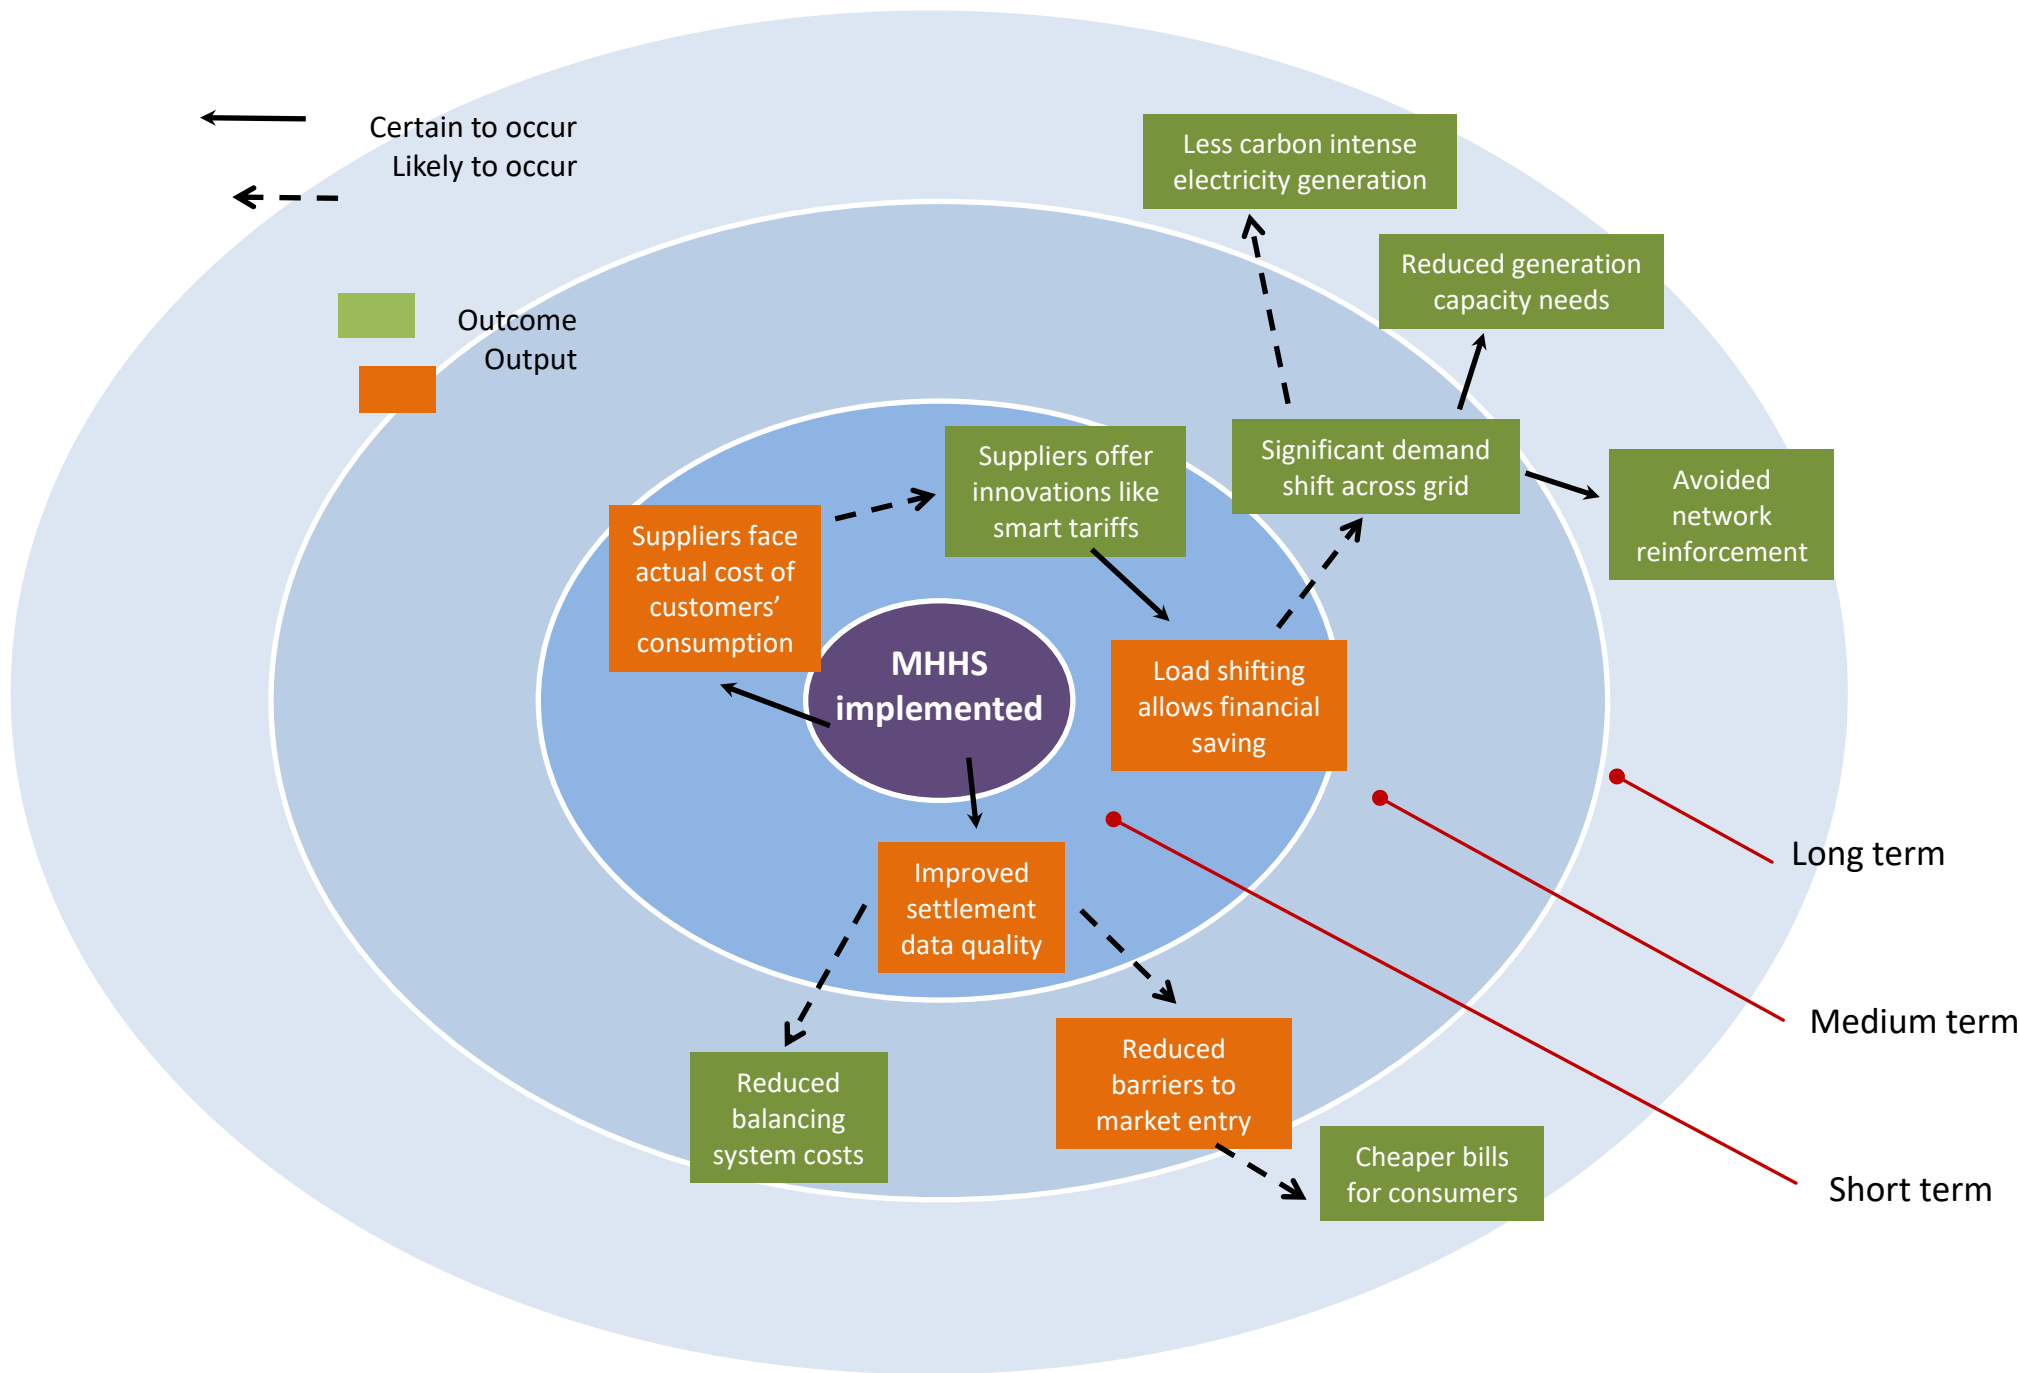 Certain to occur
Likely to occur
Outcome
Output
Less carbon intense
electricity generation
Reduced generation
capacity needs
Significant demand
shift across grid
Avoided
network
reinforcement
Suppliers offer
innovations like
smart tariffs
Suppliers face
actual cost of
customers’
consumption
MHHS
implemented
Load shifting
allows financial
saving
Improved
settlement
data quality
Reduced
balancing
system costs
Reduced
barriers to
market entry
Cheaper bills
for consumers
Long term
Medium term
Short term